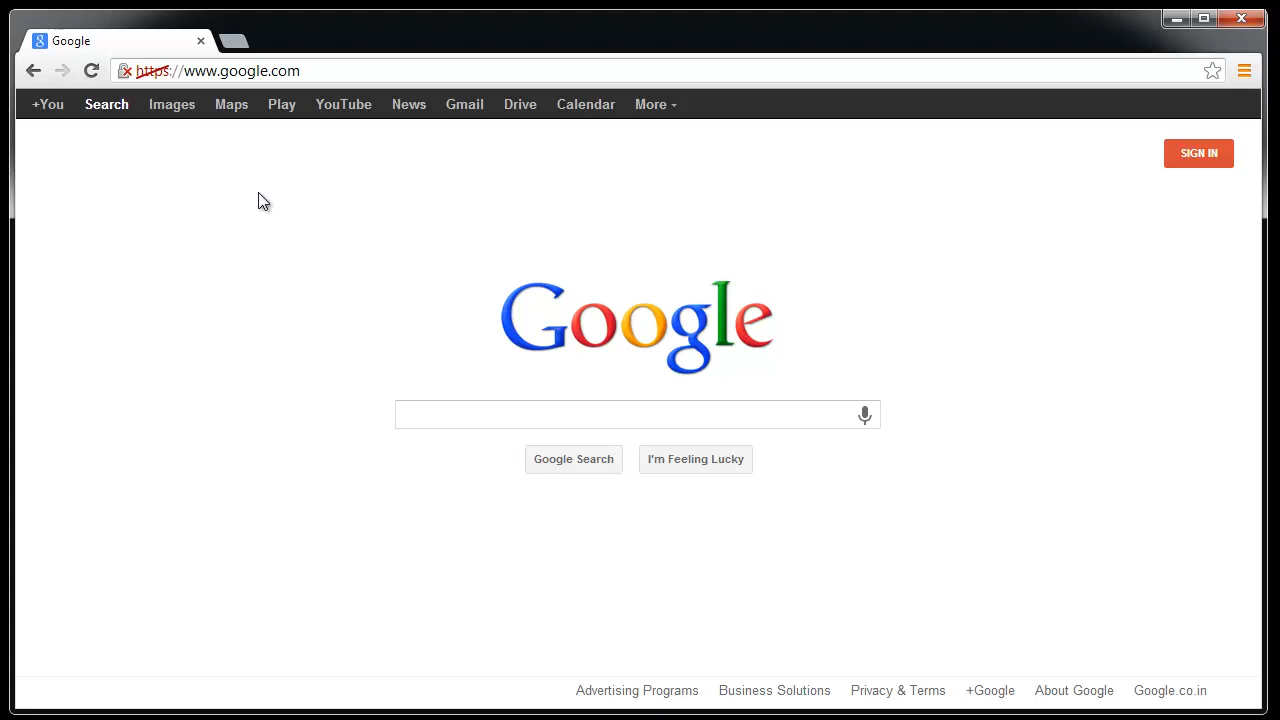 Google
https://www.google.com
+You Search Images Maps Play YouTube News Gmail Drive Calendar More
SIGN IN
Google
Google Search I'm Feeling Lucky
Advertising Programs Business Solutions Privacy & Terms +Google About Google Google.co.in